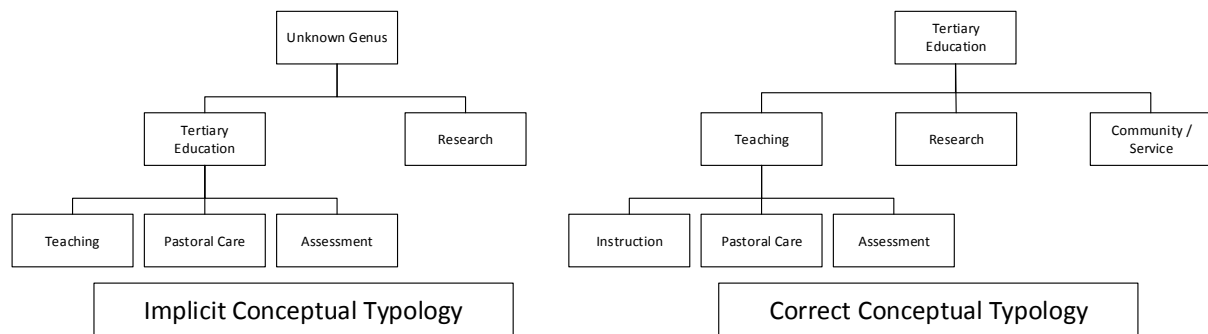 Unknown Genus
Tertiary
Education
Research
Teaching
Pastoral Care
Assessment
Implicit Conceptual Typology
Tertiary
Education
Teaching
Research
Community /
Service
Instruction
Pastoral Care
Assessment
Correct Conceptual Typology